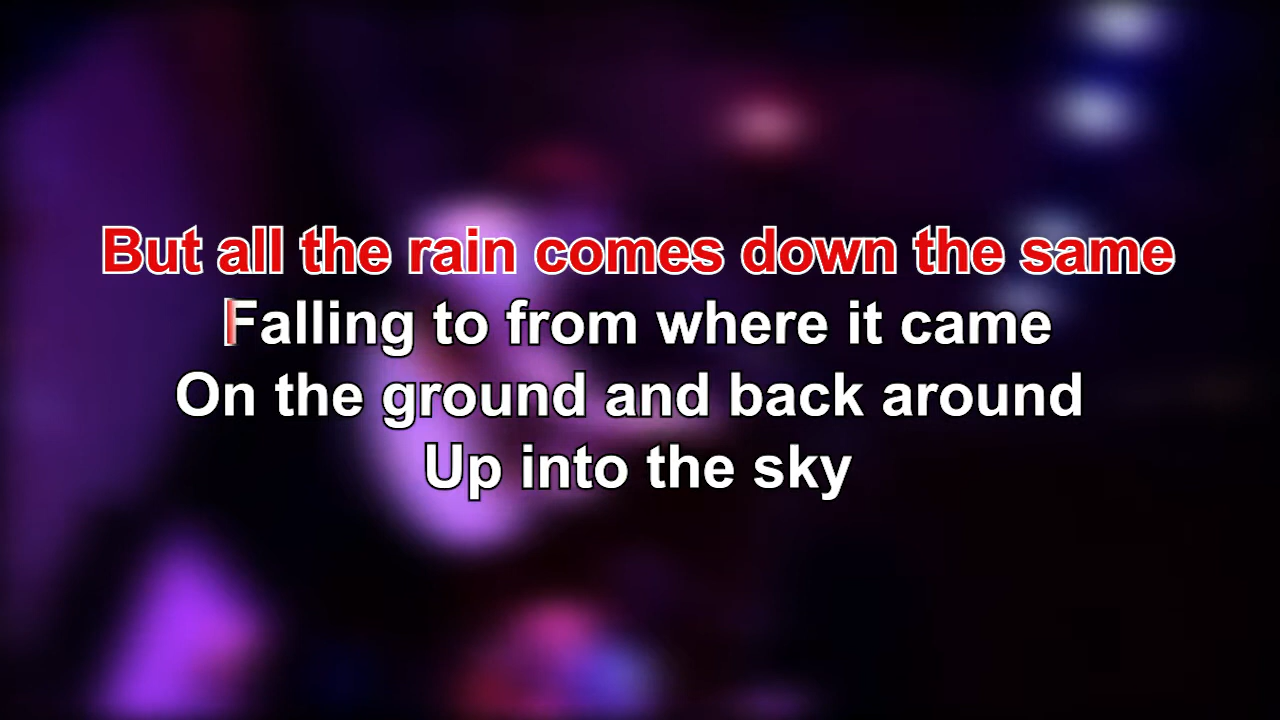 But all the rain comes down the same
Falling to from where it came
On the ground and back around
Up into the sky